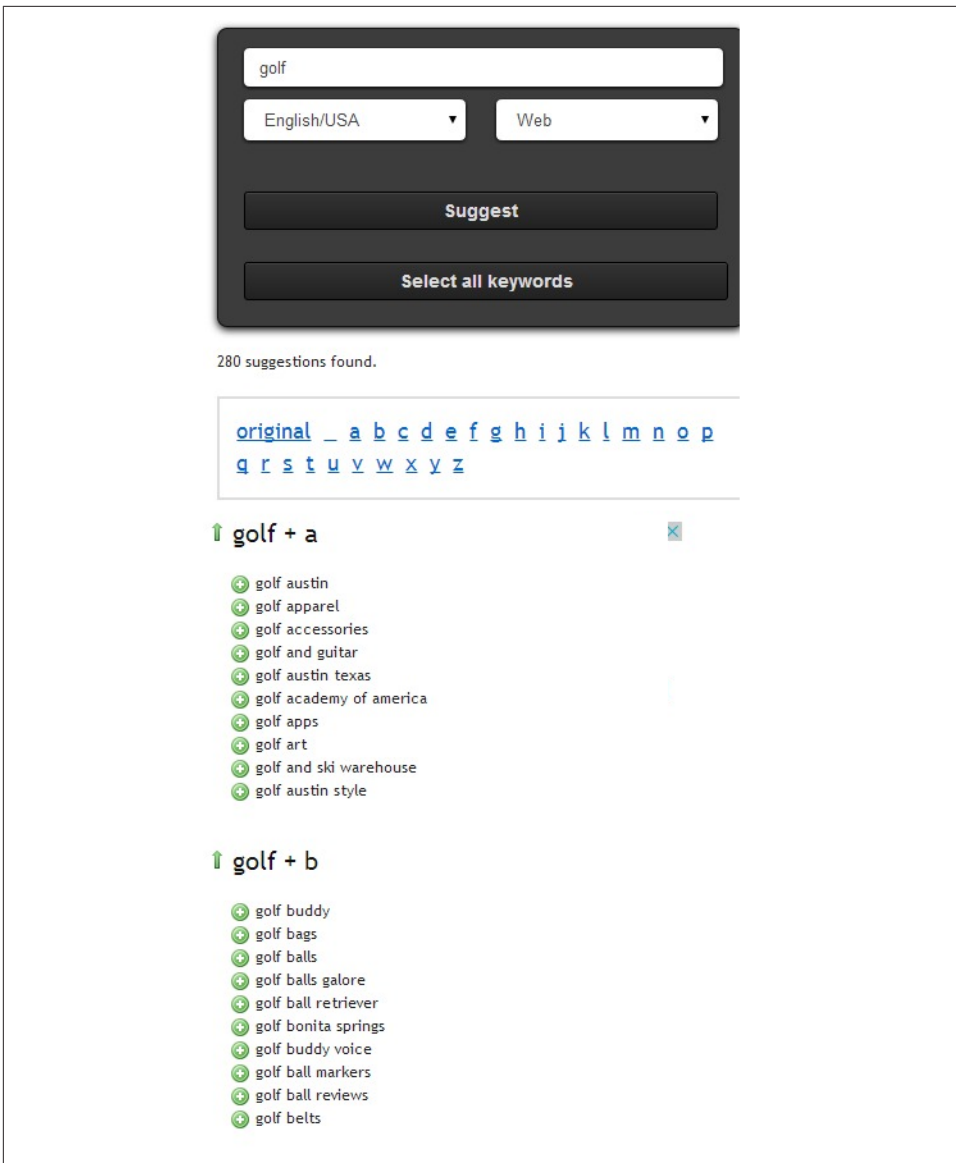 golf
English/USA Web
Suggest
Select all keywords
280 suggestions found.
original _ a b c d e f g h i j k l m n o p
q r s t u v w x y z
golf + a
golf austin
golf apparel
golf accessories
golf and guitar
golf austin texas
golf academy of america
golf apps
golf art
golf and ski warehouse
golf austin style
golf + b
golf buddy
golf bags
golf balls
golf balls galore
golf ball retriever
golf bonita springs
golf buddy voice
golf ball markers
golf ball reviews
golf belts